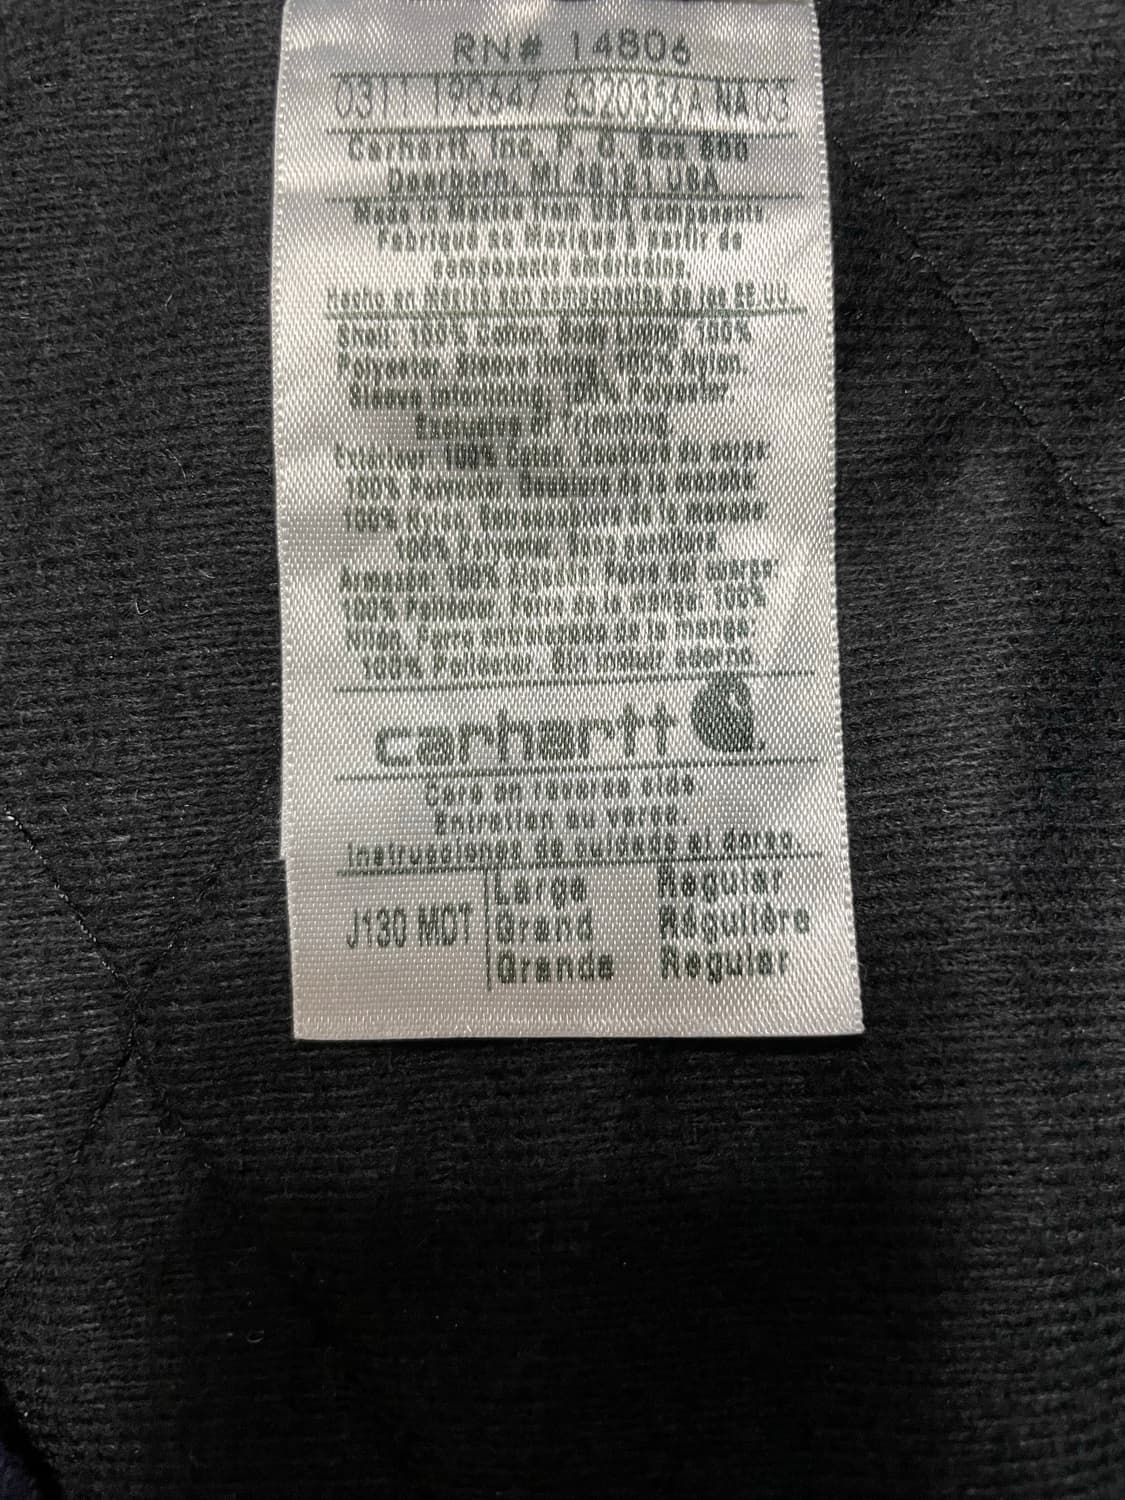 RN# 14806
0311 190647 6320356A NA 03
Carhartt, Inc. P. O. Box 600
Dearborn, MI 48121 USA
Made in Mexico from USA components
Fabriqué au Mexique à partir de
composants américains.
Hecho en México con componentes de los EE.UU.
Shell: 100% Cotton. Body Lining: 100%
Polyester. Sleeve Lining: 100% Nylon.
Sleeve Interlining: 100% Polyester.
Exclusive of Trimming.
Extérieur: 100% Coton. Doublure du corps:
100% Polyester. Doublure de la manche:
100% Nylon. Entredoublure de la manche:
100% Polyester. Sans garniture.
Armazón: 100% Algodón. Forro del cuerpo:
100% Poliéster. Forro de la manga: 100%
Nilón. Forro entremedio de la manga:
100% Poliéster. Sin incluir adorno.
carhartt
Care on reverse side.
Entretien au verso.
Instrucciones de cuidado al dorso.
J130 MDT
Large Regular
Grand Régulière
Grande Regular